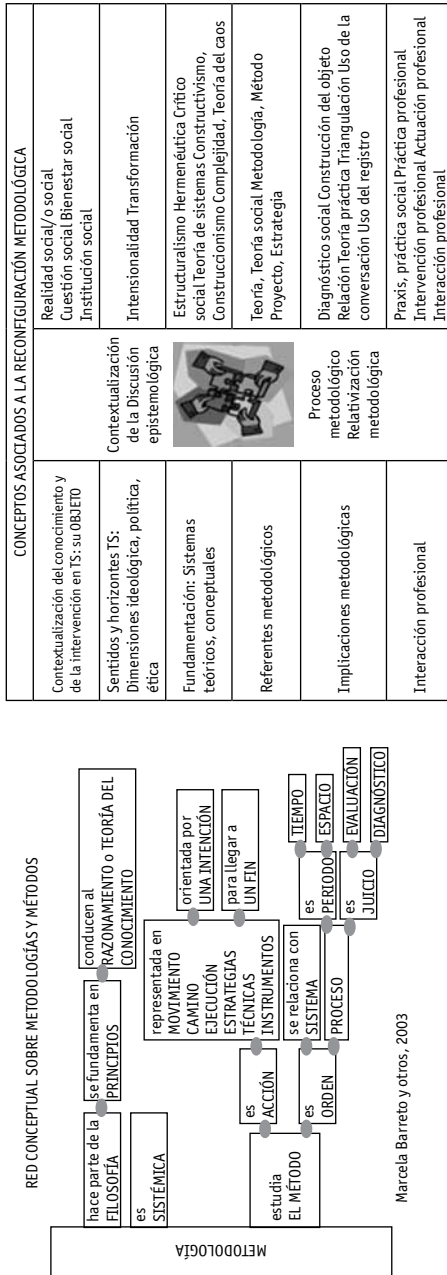 RED CONCEPTUAL SOBRE METODOLOGÍAS Y MÉTODOS
METODOLOGÍA
hace parte de la
FILOSOFÍA
se fundamenta en
PRINCIPIOS
conducen al
RAZONAMIENTO o TEORÍA DEL
CONOCIMIENTO
es
SISTÉMICA
estudia
EL MÉTODO
es
ACCIÓN
representada en
MOVIMIENTO
CAMINO
EJECUCIÓN
ESTRATEGIAS
TÉCNICAS
INSTRUMENTOS
orientada por
UNA INTENCIÓN
para llegar a
UN FIN
es
ORDEN
se relaciona con
SISTEMA
PROCESO
es
PERIODO
TIEMPO
ESPACIO
es
JUICIO
EVALUACIÓN
DIAGNÓSTICO
Marcela Barreto y otros, 2003
CONCEPTOS ASOCIADOS A LA RECONFIGURACIÓN METODOLÓGICA
Contextualización del conocimiento y
de la intervención en TS: su OBJETO
Realidad social/o social
Cuestión social Bienestar social
Institución social
Sentidos y horizontes TS:
Dimensiones ideológica, política,
ética
Contextualización
de la Discusión
epistemológica
Intensionalidad Transformación
Fundamentación: Sistemas
teóricos, conceptuales
Estructuralismo Hermenéutica Crítico
social Teoría de sistemas Constructivismo,
Construccionismo Complejidad, Teoría del caos
Referentes metodológicos
Teoría, Teoría social Metodología, Método
Proyecto, Estrategia
Implicaciones metodológicas
Proceso
metodológico
Relativización
metodológica
Diagnóstico social Construcción del objeto
Relación Teoría práctica Triangulación Uso de la
conversación Uso del registro
Interacción profesional
Praxis, práctica social Práctica profesional
Intervención profesional Actuación profesional
Interacción profesional